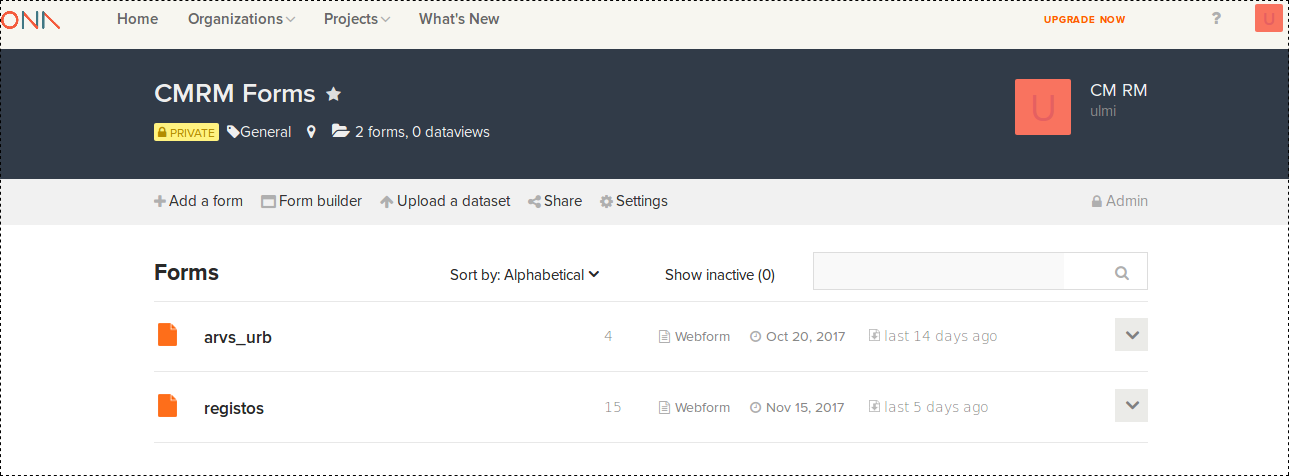 ONA Home Organizations Projects What's New UPGRADE NOW ? U
CMRM Forms
U
CM RM
ulmi
PRIVATE General 2 forms, 0 dataviews
Add a form Form builder Upload a dataset Share Settings Admin
Forms Sort by: Alphabetical Show inactive (0)
arvs_urb 4 Webform Oct 20, 2017 last 14 days ago
registos 15 Webform Nov 15, 2017 last 5 days ago